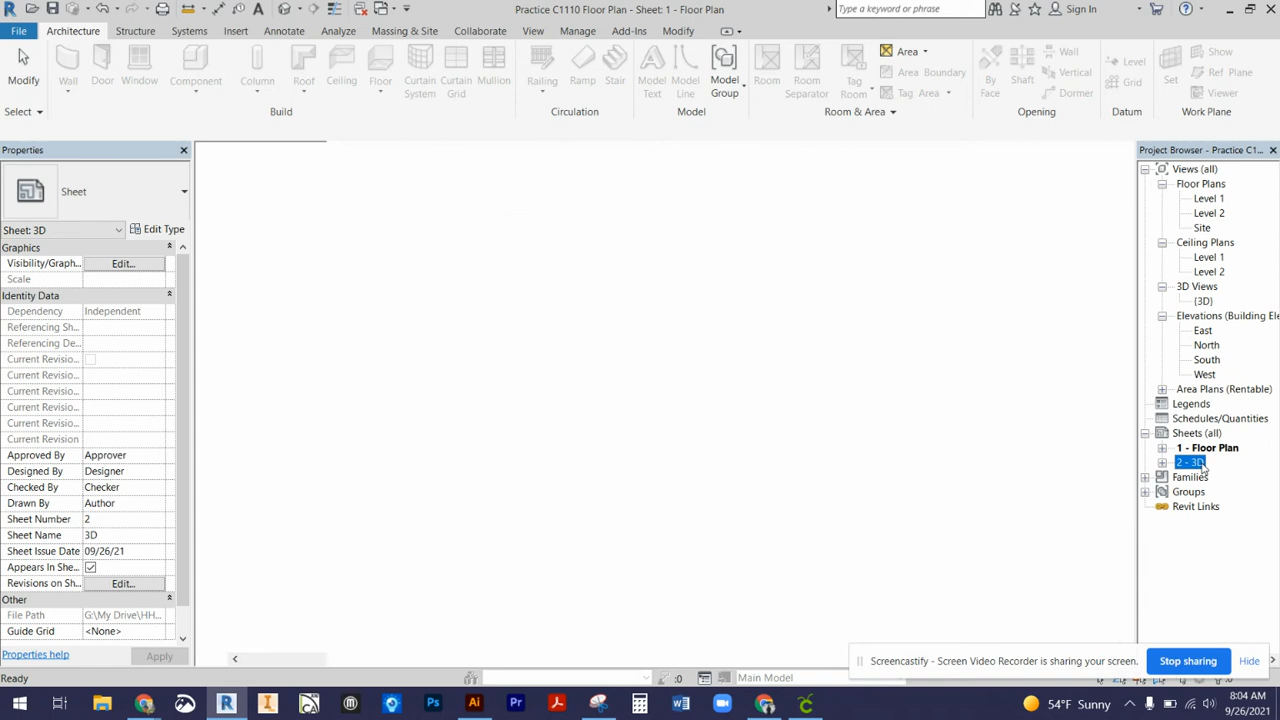 Practice C1110 Floor Plan - Sheet: 1 - Floor Plan
Type a keyword or phrase
Sign In
File Architecture Structure Systems Insert Annotate Analyze Massing & Site Collaborate View Manage Add-Ins Modify
Modify
Wall Door Window Component Column Roof Ceiling Floor Curtain System Curtain Grid Mullion
Railing Ramp Stair
Model Text Model Line Model Group
Room Room Separator Tag Room
Area
Area Boundary
Tag Area
By Face Shaft Wall Vertical Dormer
Level
Grid
Set Show Ref Plane Viewer
Select Build Circulation Model Room & Area Opening Datum Work Plane
Properties
Sheet
Sheet: 3D Edit Type
Graphics
Visibility/Graph... Edit...
Scale
Identity Data
Dependency Independent
Referencing Sh...
Referencing De...
Current Revisio...
Current Revisio...
Current Revisio...
Current Revisio...
Current Revisio...
Current Revision
Approved By Approver
Designed By Designer
Checked By Checker
Drawn By Author
Sheet Number 2
Sheet Name 3D
Sheet Issue Date 09/26/21
Appears In She...
Revisions on Sh... Edit...
Other
File Path G:\My Drive\HH...
Guide Grid <None>
Properties help Apply
Project Browser - Practice C1...
Views (all)
Floor Plans
Level 1
Level 2
Site
Ceiling Plans
Level 1
Level 2
3D Views
{3D}
Elevations (Building Ele
East
North
South
West
Area Plans (Rentable)
Legends
Schedules/Quantities
Sheets (all)
1 - Floor Plan
2 - 3D
Families
Groups
Revit Links
Screencastify - Screen Video Recorder is sharing your screen. Stop sharing Hide
Ready
:0
Main Model
54°F Sunny
8:04 AM
9/26/2021